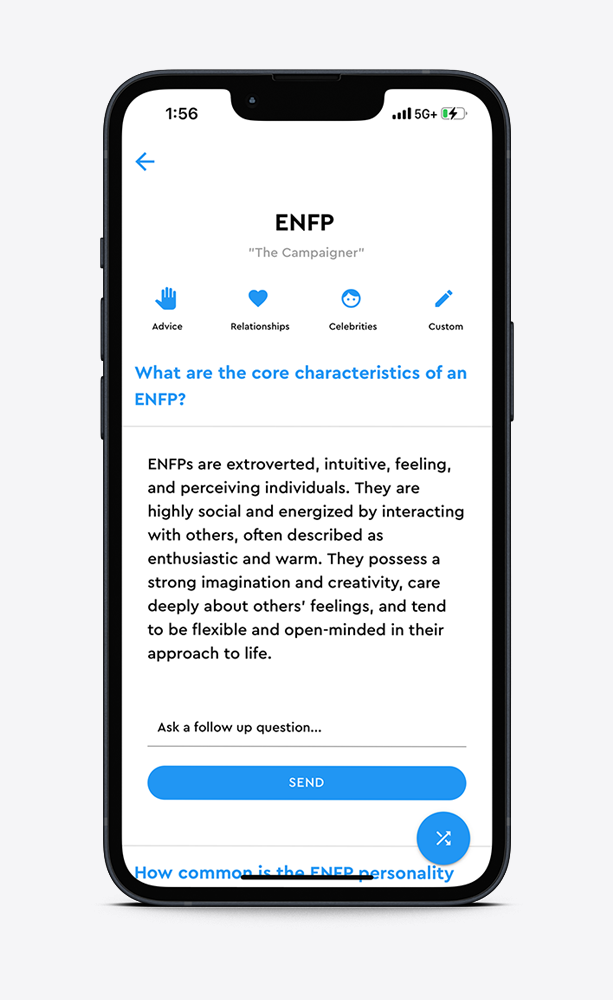 1:56 5G+
ENFP
"The Campaigner"
Advice Relationships Celebrities Custom
What are the core characteristics of an
ENFP?
ENFPs are extroverted, intuitive, feeling,
and perceiving individuals. They are
highly social and energized by interacting
with others, often described as
enthusiastic and warm. They possess a
strong imagination and creativity, care
deeply about others' feelings, and tend
to be flexible and open-minded in their
approach to life.
Ask a follow up question...
SEND
How common is the ENFP personality